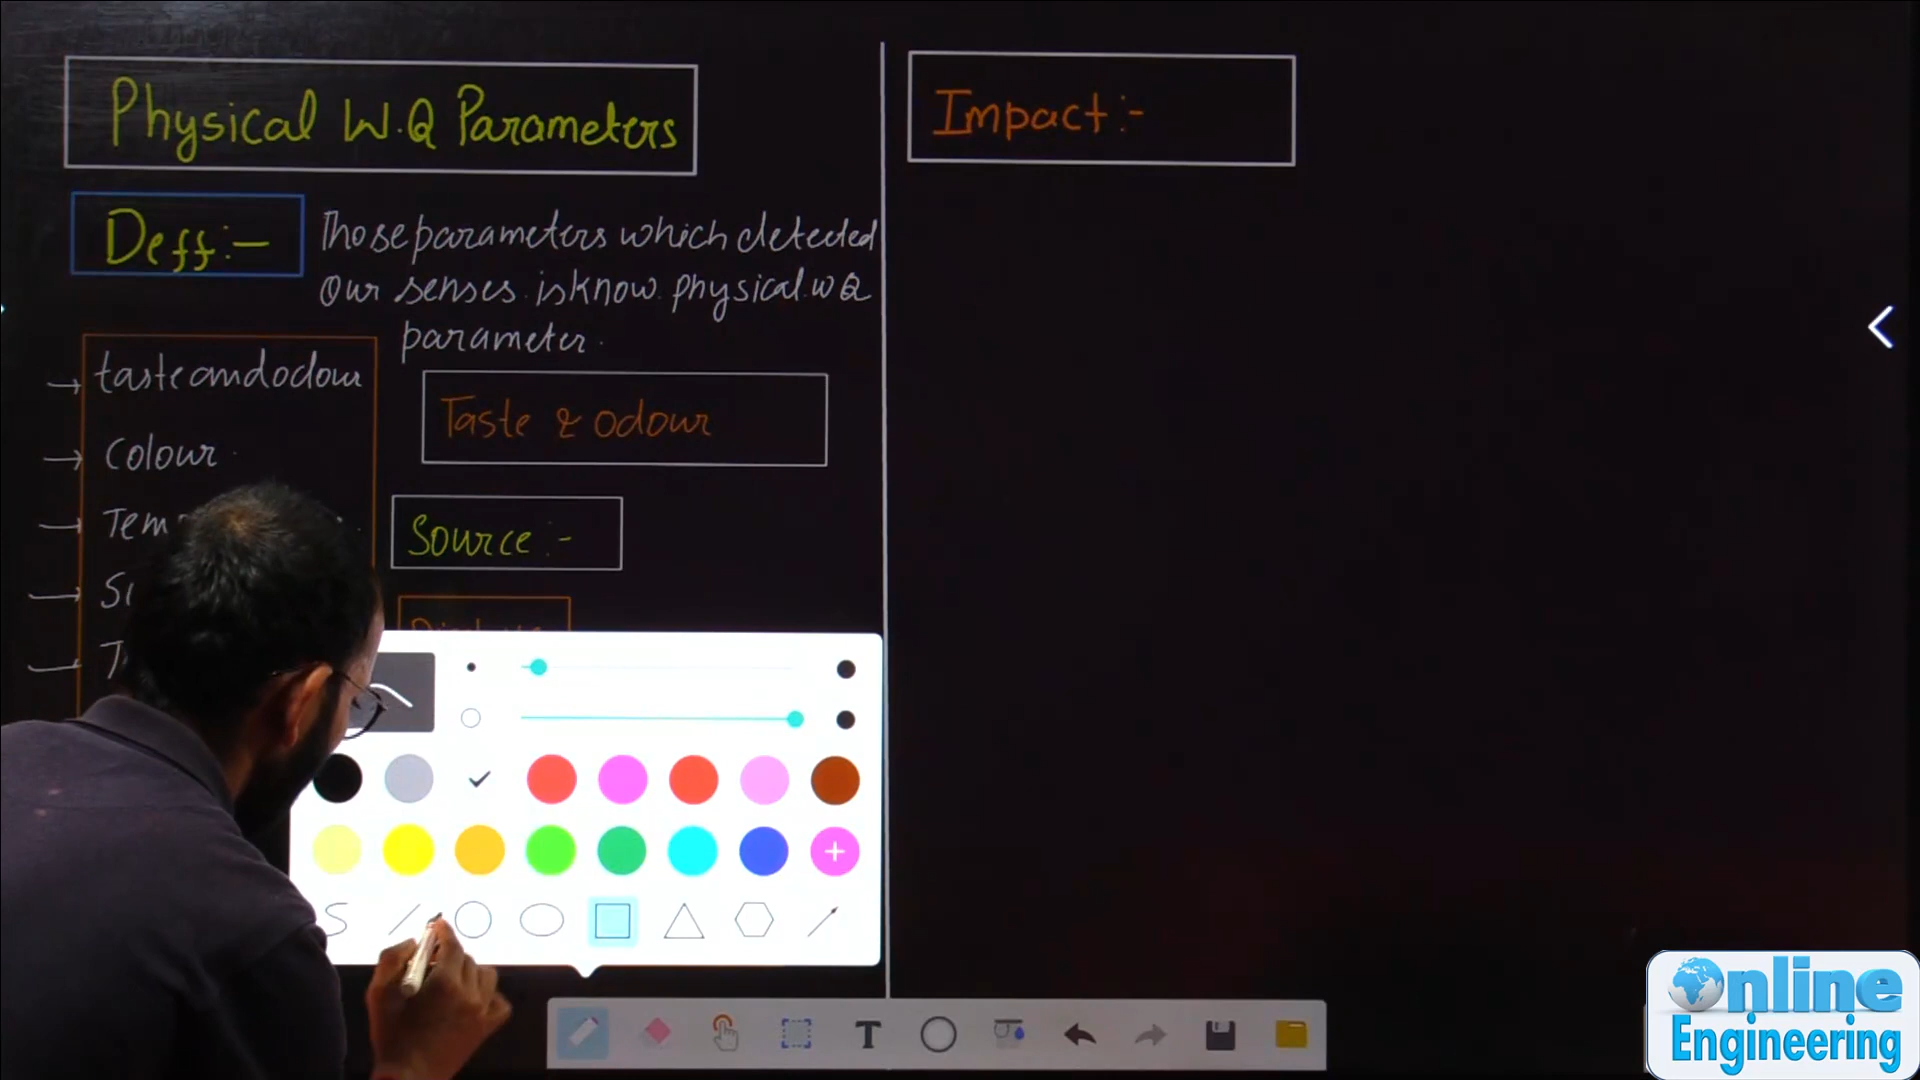 Physical W.Q Parameters
Deff:-
Those parameters which detected
Our senses. is know physical. W Q
parameter.
taste and odour
Colour.
Taste & odour
Source :-
Impact :-
T
Online
Engineering